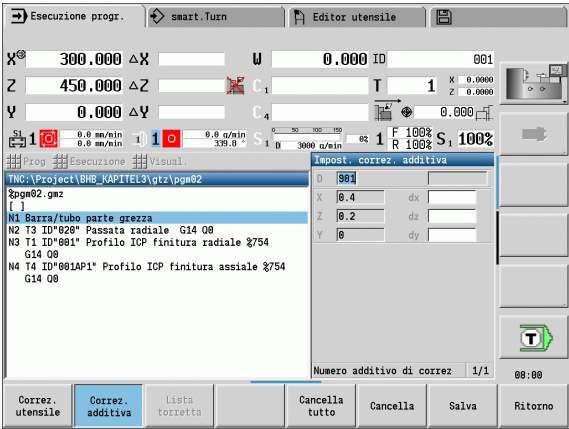 Esecuzione progr. smart.Turn Editor utensile
X 300.000 ΔX W 0.000 ID 001
Z 450.000 ΔZ C1 T 1 X 0.0000 Z 0.0000
Y 0.000 ΔY C4 0.000
S1 1 0.0 mm/min 0.0 mm/min 1 1 0.0 u/min 339.8 ° S1 0 50 100 150 D 3000 u/min 0% 1 F 100% R 100% S1 100%
Prog Esecuzione Visual.
TNC:\Project\BHB_KAPITEL3\gtz\pgm02
%pgm02.gmz
[ ]
N1 Barra/tubo parte grezza
N2 T3 ID"020" Passata radiale G14 Q0
N3 T1 ID"001" Profilo ICP finitura radiale %754
G14 Q0
N4 T4 ID"001AP1" Profilo ICP finitura assiale %754
G14 Q0
Impost. correz. additiva
D 901
X 0.4 dx
Z 0.2 dz
Y 0 dy
Numero additivo di correz 1/1
T
08:00
Correz. utensile
Correz. additiva
Lista torretta
Cancella tutto
Cancella
Salva
Ritorno